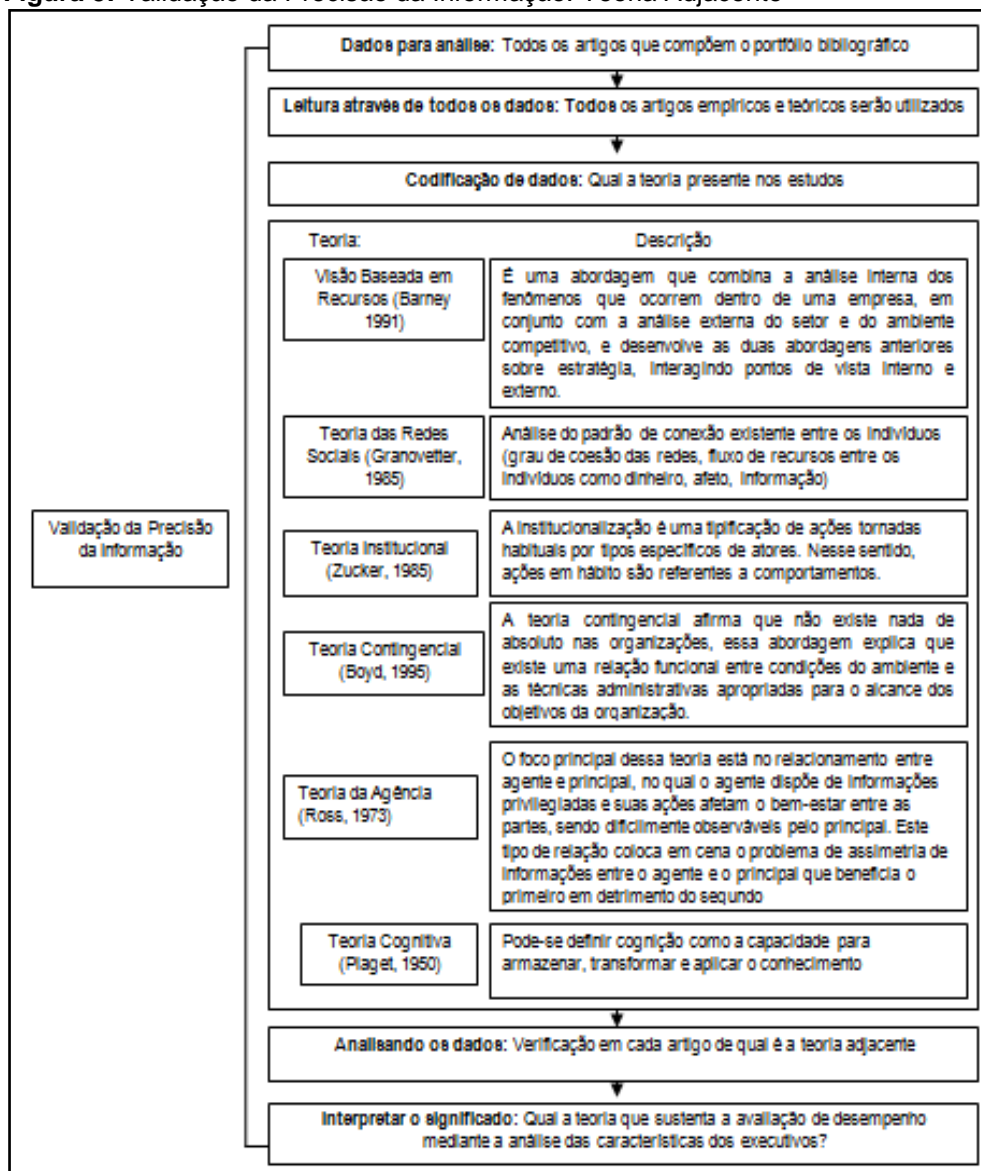 Dados para análise: Todos os artigos que compõem o portfólio bibliográfico
Leitura através de todos os dados: Todos os artigos empíricos e teóricos serão utilizados
Codificação de dados: Qual a teoria presente nos estudos
Teoria:
Descrição
Visão Baseada em
Recursos (Barney
1991)
É uma abordagem que combina a análise interna dos
fenômenos que ocorrem dentro de uma empresa, em
conjunto com a análise externa do setor e do ambiente
competitivo, e desenvolve as duas abordagens anteriores
sobre estratégia, interagindo pontos de vista interno e
externo.
Teoria das Redes
Sociais (Granovetter,
1985)
Análise do padrão de conexão existente entre os indivíduos
(grau de coesão das redes, fluxo de recursos entre os
indivíduos como dinheiro, afeto, informação)
Validação da Precisão
da Informação
Teoria Institucional
(Zucker, 1985)
A institucionalização é uma tipificação de ações tornadas
habituais por tipos específicos de atores. Nesse sentido,
ações em hábito são referentes a comportamentos.
Teoria Contingencial
(Boyd, 1995)
A teoria contingencial afirma que não existe nada de
absoluto nas organizações, essa abordagem explica que
existe uma relação funcional entre condições do ambiente e
as técnicas administrativas apropriadas para o alcance dos
objetivos da organização.
Teoria da Agência
(Ross, 1973)
O foco principal dessa teoria está no relacionamento entre
agente e principal, no qual o agente dispõe de informações
privilegiadas e suas ações afetam o bem-estar entre as
partes, sendo dificilmente observáveis pelo principal. Este
tipo de relação coloca em cena o problema de assimetria de
informações entre o agente e o principal que beneficia o
primeiro em detrimento do segundo
Teoria Cognitiva
(Piaget, 1950)
Pode-se definir cognição como a capacidade para
armazenar, transformar e aplicar o conhecimento
Analisando os dados: Verificação em cada artigo de qual é a teoria adjacente
Interpretar o significado: Qual a teoria que sustenta a avaliação de desempenho
mediante a análise das características dos executivos?